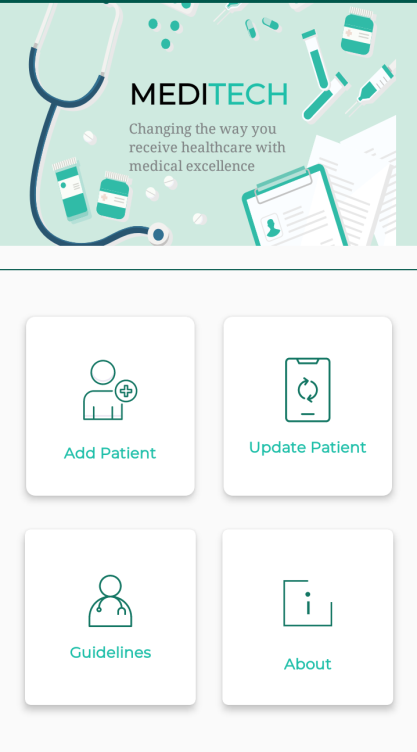 MEDITECH
Changing the way you
receive healthcare with
medical excellence
Add Patient
Update Patient
Guidelines
About